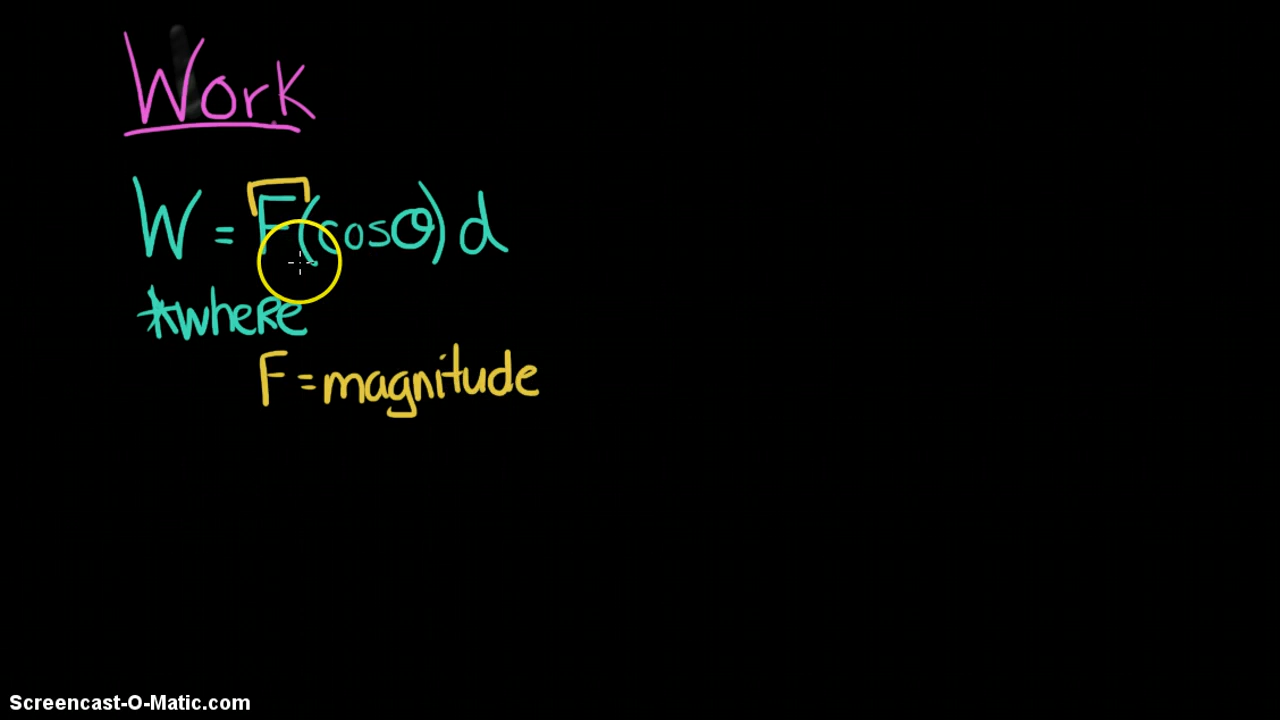 Work
W = F(cosθ) d
*where
F = magnitude
Screencast-O-Matic.com